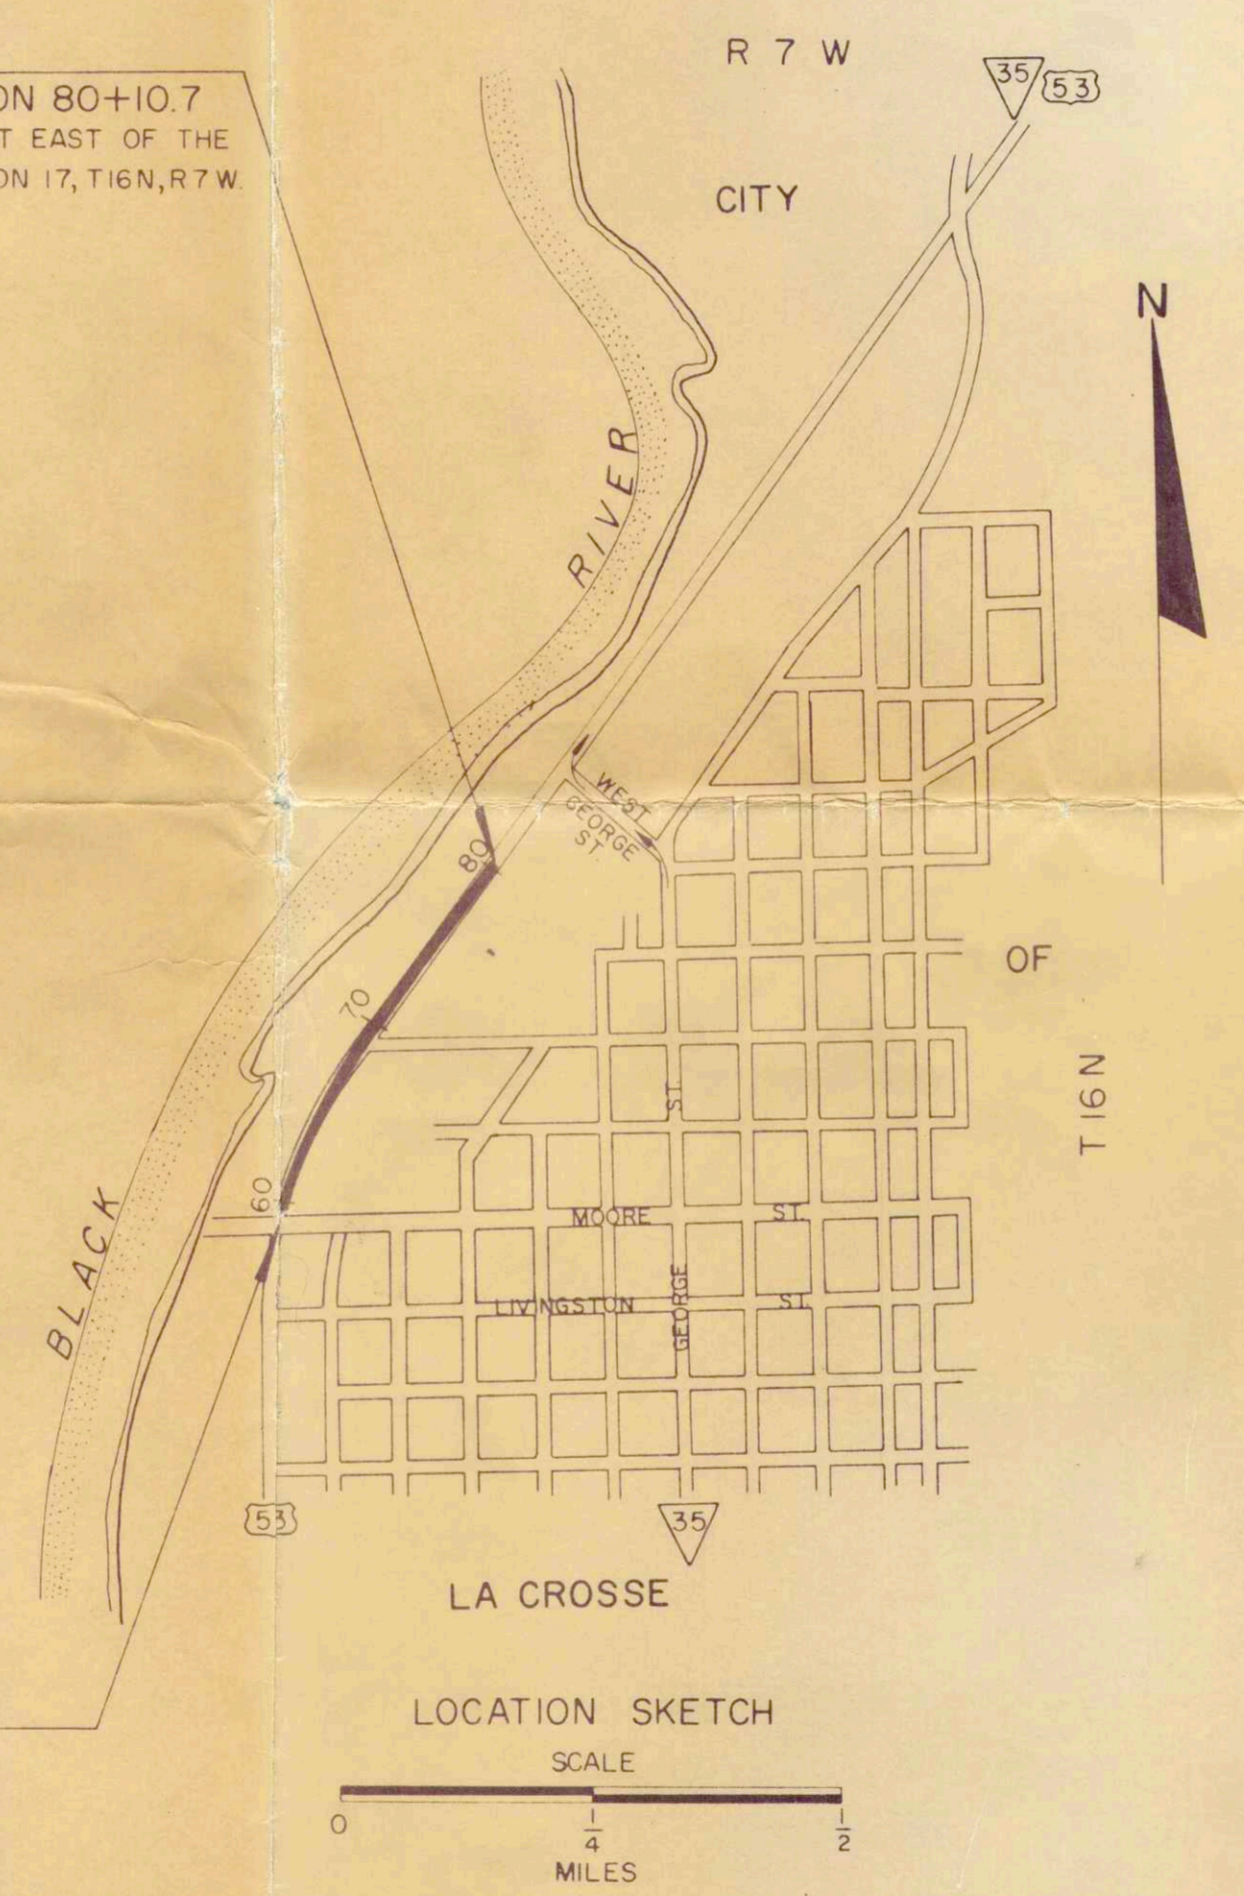 R 7 W
35
53
ON 80+10.7
T EAST OF THE
ON 17, T16N, R7W.
CITY
N
RIVER
WEST
GEORGE
ST.
80
OF
70
T16N
ST.
60
MOORE ST.
BLACK
GEORGE
LIVINGSTON ST.
53
35
LA CROSSE
LOCATION SKETCH
SCALE
0 1/4 1/2
MILES